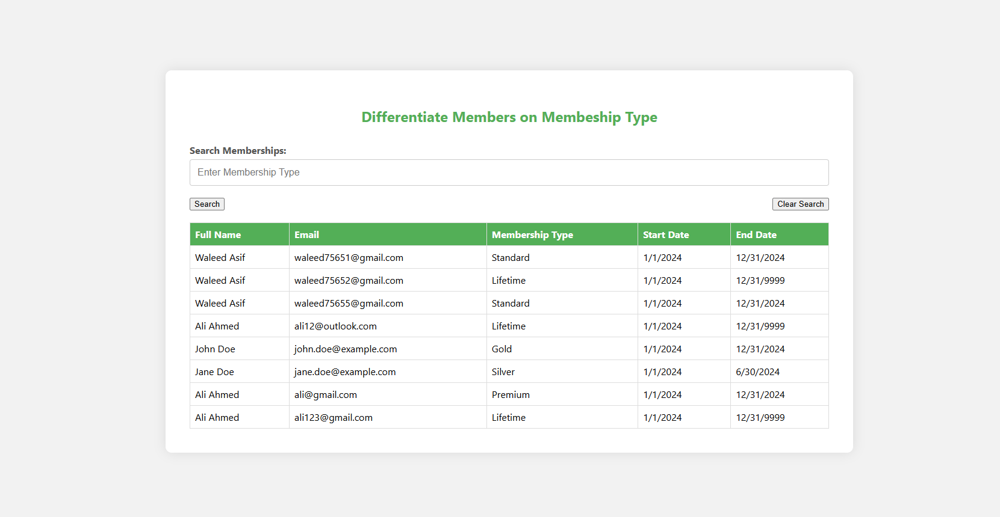 Differentiate Members on Membeship Type
Search Memberships:
Enter Membership Type
Search Clear Search
Full Name Email Membership Type Start Date End Date
Waleed Asif waleed75651@gmail.com Standard 1/1/2024 12/31/2024
Waleed Asif waleed75652@gmail.com Lifetime 1/1/2024 12/31/9999
Waleed Asif waleed75655@gmail.com Standard 1/1/2024 12/31/2024
Ali Ahmed ali12@outlook.com Lifetime 1/1/2024 12/31/9999
John Doe john.doe@example.com Gold 1/1/2024 12/31/2024
Jane Doe jane.doe@example.com Silver 1/1/2024 6/30/2024
Ali Ahmed ali@gmail.com Premium 1/1/2024 12/31/2024
Ali Ahmed ali123@gmail.com Lifetime 1/1/2024 12/31/9999